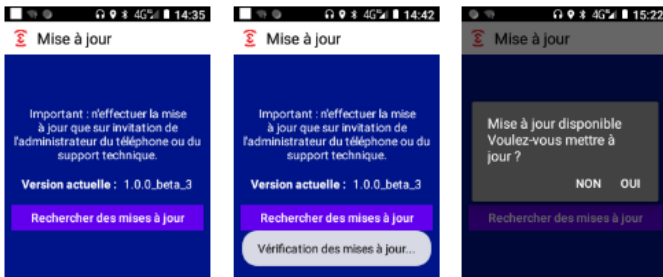 4G 14:35
Mise à jour
Important : n'effectuer la mise
à jour que sur invitation de
l'administrateur du téléphone ou du
support technique.
Version actuelle : 1.0.0_beta_3
Rechercher des mises à jour
4G 14:42
Mise à jour
Important : n'effectuer la mise
à jour que sur invitation de
l'administrateur du téléphone ou du
support technique.
Version actuelle : 1.0.0_beta_3
Rechercher des mises à jour
Vérification des mises à jour...
4G 15:22
Mise à jour
Mise à jour disponible
Voulez-vous mettre à
jour ?
NON OUI
Rechercher des mises à jour